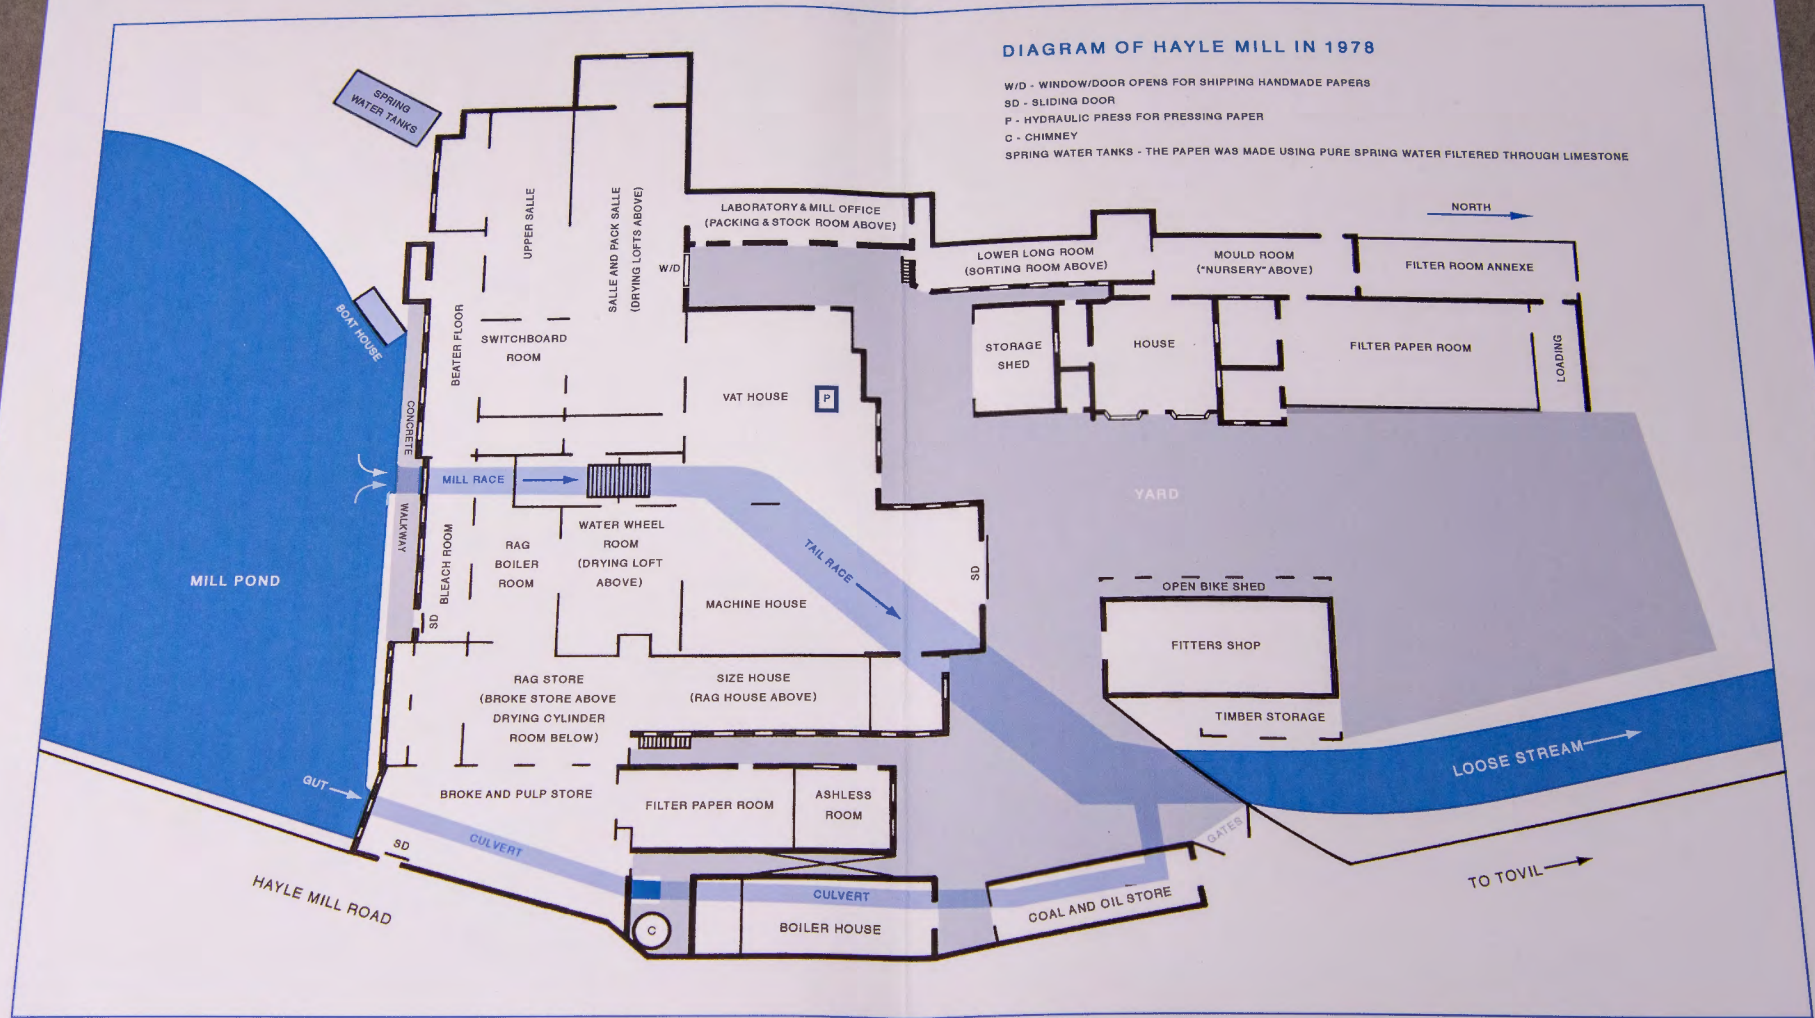 DIAGRAM OF HAYLE MILL IN 1978
W/D - WINDOW/DOOR OPENS FOR SHIPPING HANDMADE PAPERS
SD - SLIDING DOOR
P - HYDRAULIC PRESS FOR PRESSING PAPER
C - CHIMNEY
SPRING WATER TANKS - THE PAPER WAS MADE USING PURE SPRING WATER FILTERED THROUGH LIMESTONE
SPRING
WATER TANKS
NORTH
UPPER SALLE
SALLE AND PACK SALLE
(DRYING LOFTS ABOVE)
LABORATORY & MILL OFFICE
(PACKING & STOCK ROOM ABOVE)
W/D
LOWER LONG ROOM
(SORTING ROOM ABOVE)
MOULD ROOM
("NURSERY" ABOVE)
FILTER ROOM ANNEXE
BOAT HOUSE
BEATER FLOOR
SWITCHBOARD
ROOM
STORAGE
SHED
HOUSE
FILTER PAPER ROOM
LOADING
VAT HOUSE
P
CONCRETE
WALKWAY
MILL RACE
YARD
MILL POND
BLEACH ROOM
SD
RAG
BOILER
ROOM
WATER WHEEL
ROOM
(DRYING LOFT
ABOVE)
TAIL RACE
SD
MACHINE HOUSE
OPEN BIKE SHED
FITTERS SHOP
TIMBER STORAGE
RAG STORE
(BROKE STORE ABOVE
DRYING CYLINDER
ROOM BELOW)
SIZE HOUSE
(RAG HOUSE ABOVE)
LOOSE STREAM
GUT
BROKE AND PULP STORE
FILTER PAPER ROOM
ASHLESS
ROOM
CULVERT
SD
GATES
TO TOVIL
HAYLE MILL ROAD
C
CULVERT
BOILER HOUSE
COAL AND OIL STORE